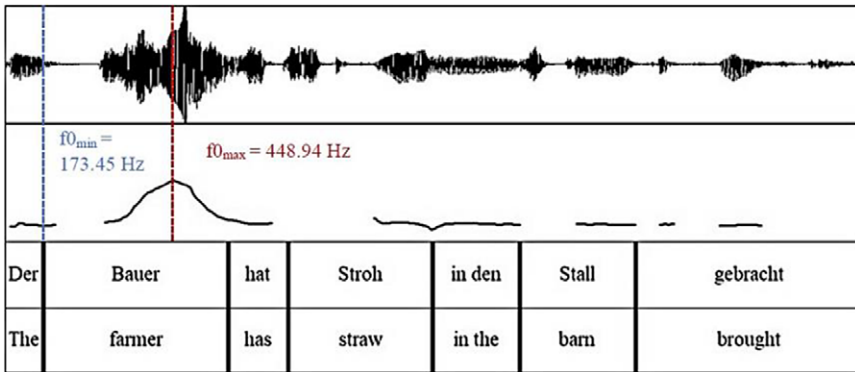 f0min =
173.45 Hz
f0max = 448.94 Hz
Der Bauer hat Stroh in den Stall gebracht
The farmer has straw in the barn brought